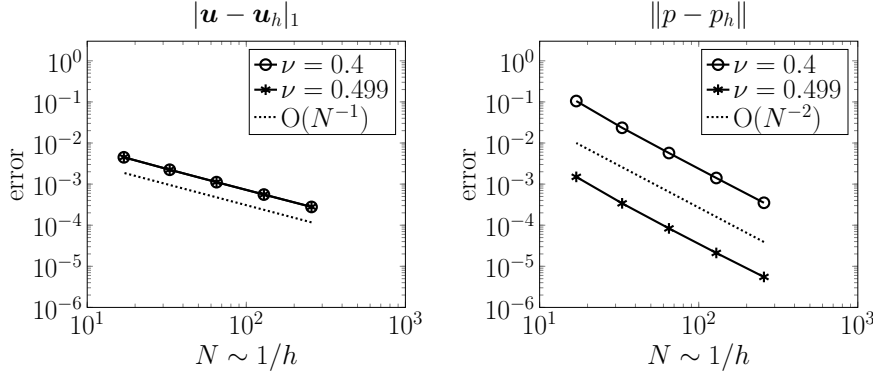 |u − u_h|_1
10^0
10^{-1}
10^{-2}
10^{-3}
10^{-4}
10^{-5}
10^{-6}
error
ν = 0.4
ν = 0.499
O(N^{-1})
10^1
10^2
10^3
N ∼ 1/h
‖p − p_h‖
10^0
10^{-1}
10^{-2}
10^{-3}
10^{-4}
10^{-5}
10^{-6}
error
ν = 0.4
ν = 0.499
O(N^{-2})
10^1
10^2
10^3
N ∼ 1/h